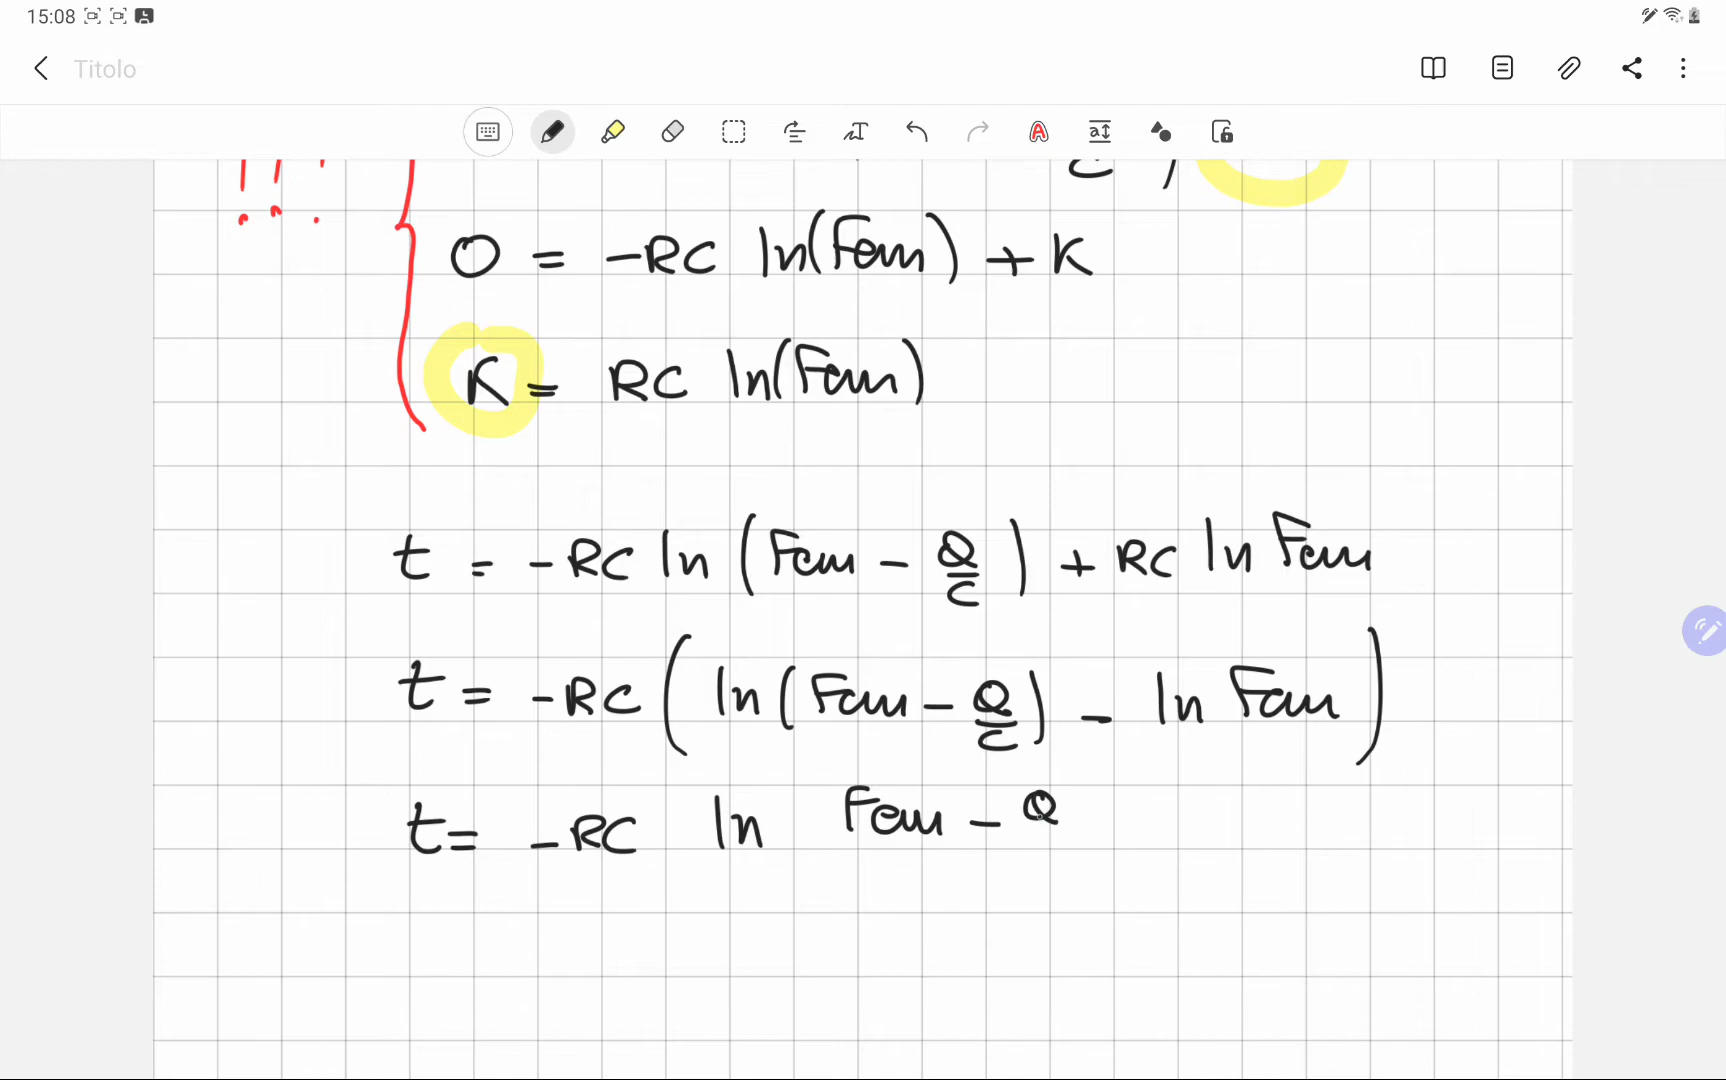 15:08
Titolo
! ! !
C ,
0 = -RC ln(Fem) + K
K = RC ln(Fem)
t = -RC ln (Fem - Q/C) + RC ln Fem
t = -RC ( ln (Fem - Q/C) - ln Fem )
t = -RC ln Fem - Q